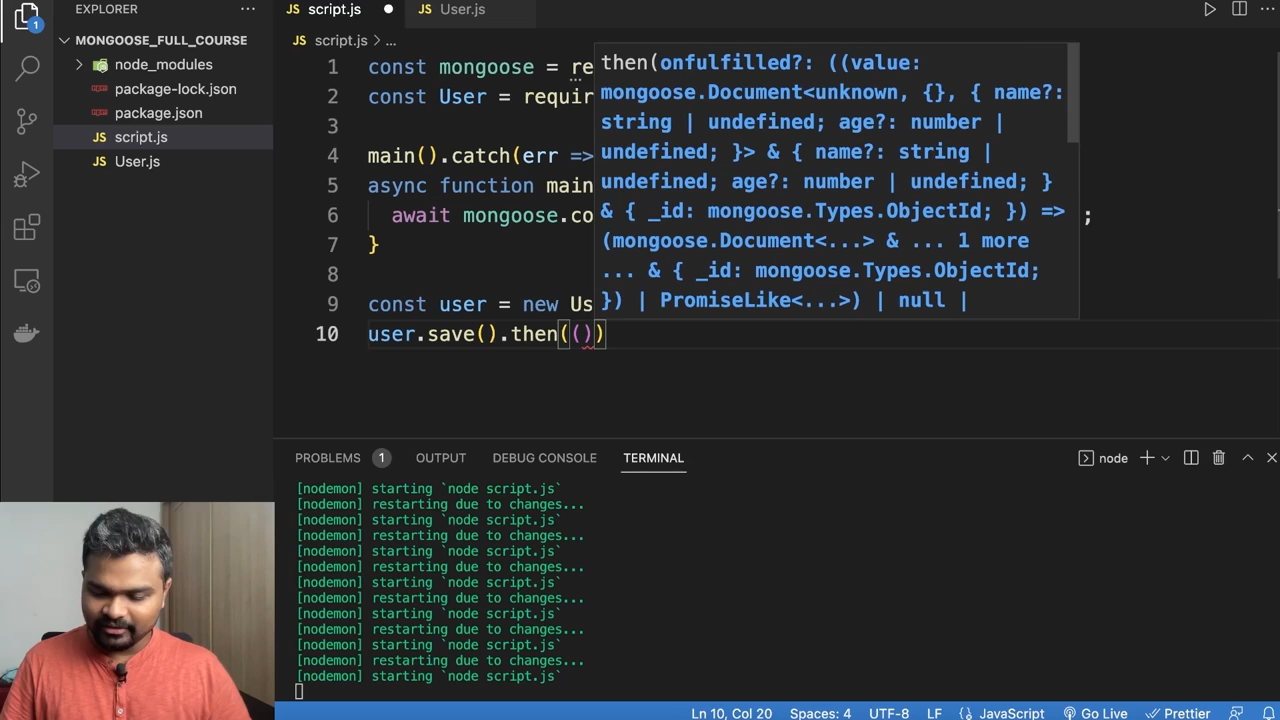 EXPLORER
MONGOOSE_FULL_COURSE
node_modules
package-lock.json
package.json
JS script.js
JS User.js
1
JS script.js
JS User.js
JS script.js > ...
1 const mongoose = re
2 const User = requir
3
4 main().catch(err =>
5 async function main
6 await mongoose.co ;
7 }
8
9 const user = new Us
10 user.save().then(())
then(onfulfilled?: ((value:
mongoose.Document<unknown, {}, { name?:
string | undefined; age?: number |
undefined; }> & { name?: string |
undefined; age?: number | undefined; }
& { _id: mongoose.Types.ObjectId; }) =>
(mongoose.Document<...> & ... 1 more
... & { _id: mongoose.Types.ObjectId;
}) | PromiseLike<...>) | null |
PROBLEMS 1 OUTPUT DEBUG CONSOLE TERMINAL node
[nodemon] starting `node script.js`
[nodemon] restarting due to changes...
[nodemon] starting `node script.js`
[nodemon] restarting due to changes...
[nodemon] starting `node script.js`
[nodemon] restarting due to changes...
[nodemon] starting `node script.js`
[nodemon] restarting due to changes...
[nodemon] starting `node script.js`
[nodemon] restarting due to changes...
[nodemon] starting `node script.js`
[nodemon] restarting due to changes...
[nodemon] starting `node script.js`
Ln 10, Col 20 Spaces: 4 UTF-8 LF {} JavaScript Go Live Prettier